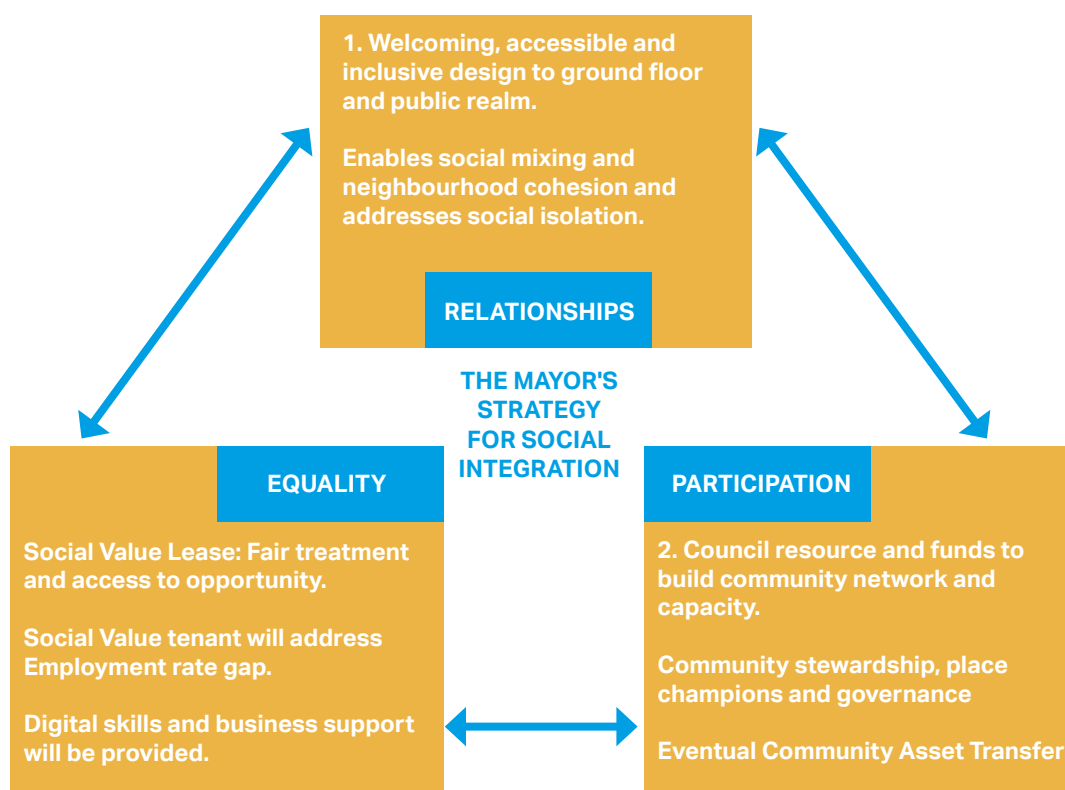 1. Welcoming, accessible and
inclusive design to ground floor
and public realm.
Enables social mixing and
neighbourhood cohesion and
addresses social isolation.
RELATIONSHIPS
THE MAYOR'S
STRATEGY
FOR SOCIAL
INTEGRATION
EQUALITY
Social Value Lease: Fair treatment
and access to opportunity.
Social Value tenant will address
Employment rate gap.
Digital skills and business support
will be provided.
PARTICIPATION
2. Council resource and funds to
build community network and
capacity.
Community stewardship, place
champions and governance
Eventual Community Asset Transfer